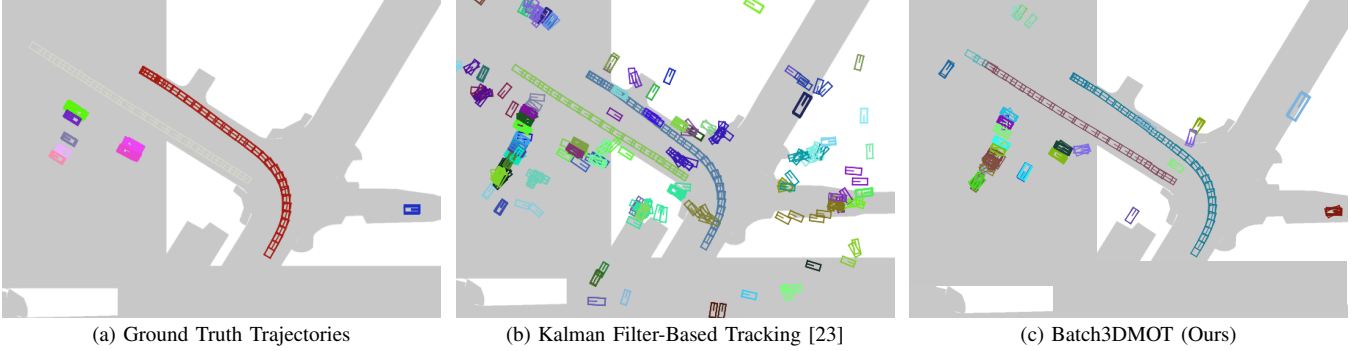 (a) Ground Truth Trajectories
(b) Kalman Filter-Based Tracking [23]
(c) Batch3DMOT (Ours)